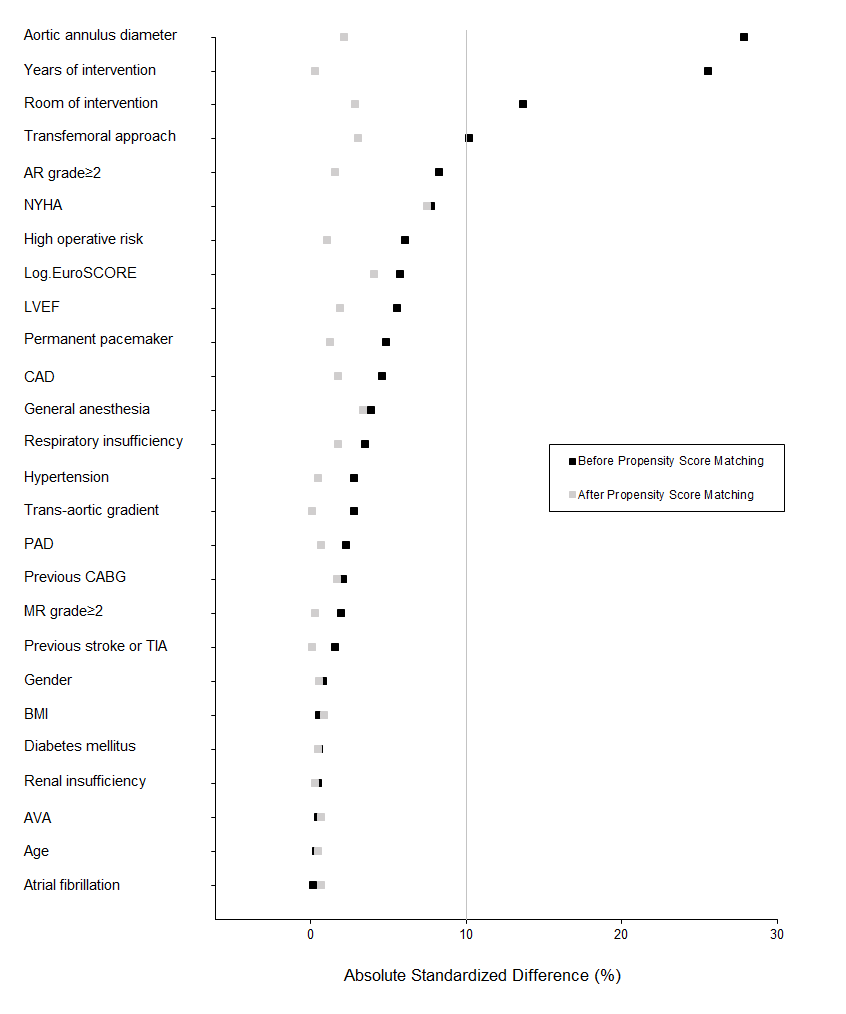 Aortic annulus diameter
Years of intervention
Room of intervention
Transfemoral approach
AR grade≥2
NYHA
High operative risk
Log.EuroSCORE
LVEF
Permanent pacemaker
CAD
General anesthesia
Respiratory insufficiency
Before Propensity Score Matching
Hypertension
After Propensity Score Matching
Trans-aortic gradient
PAD
Previous CABG
MR grade≥2
Previous stroke or TIA
Gender
BMI
Diabetes mellitus
Renal insufficiency
AVA
Age
Atrial fibrillation
0 10 20 30
Absolute Standardized Difference (%)